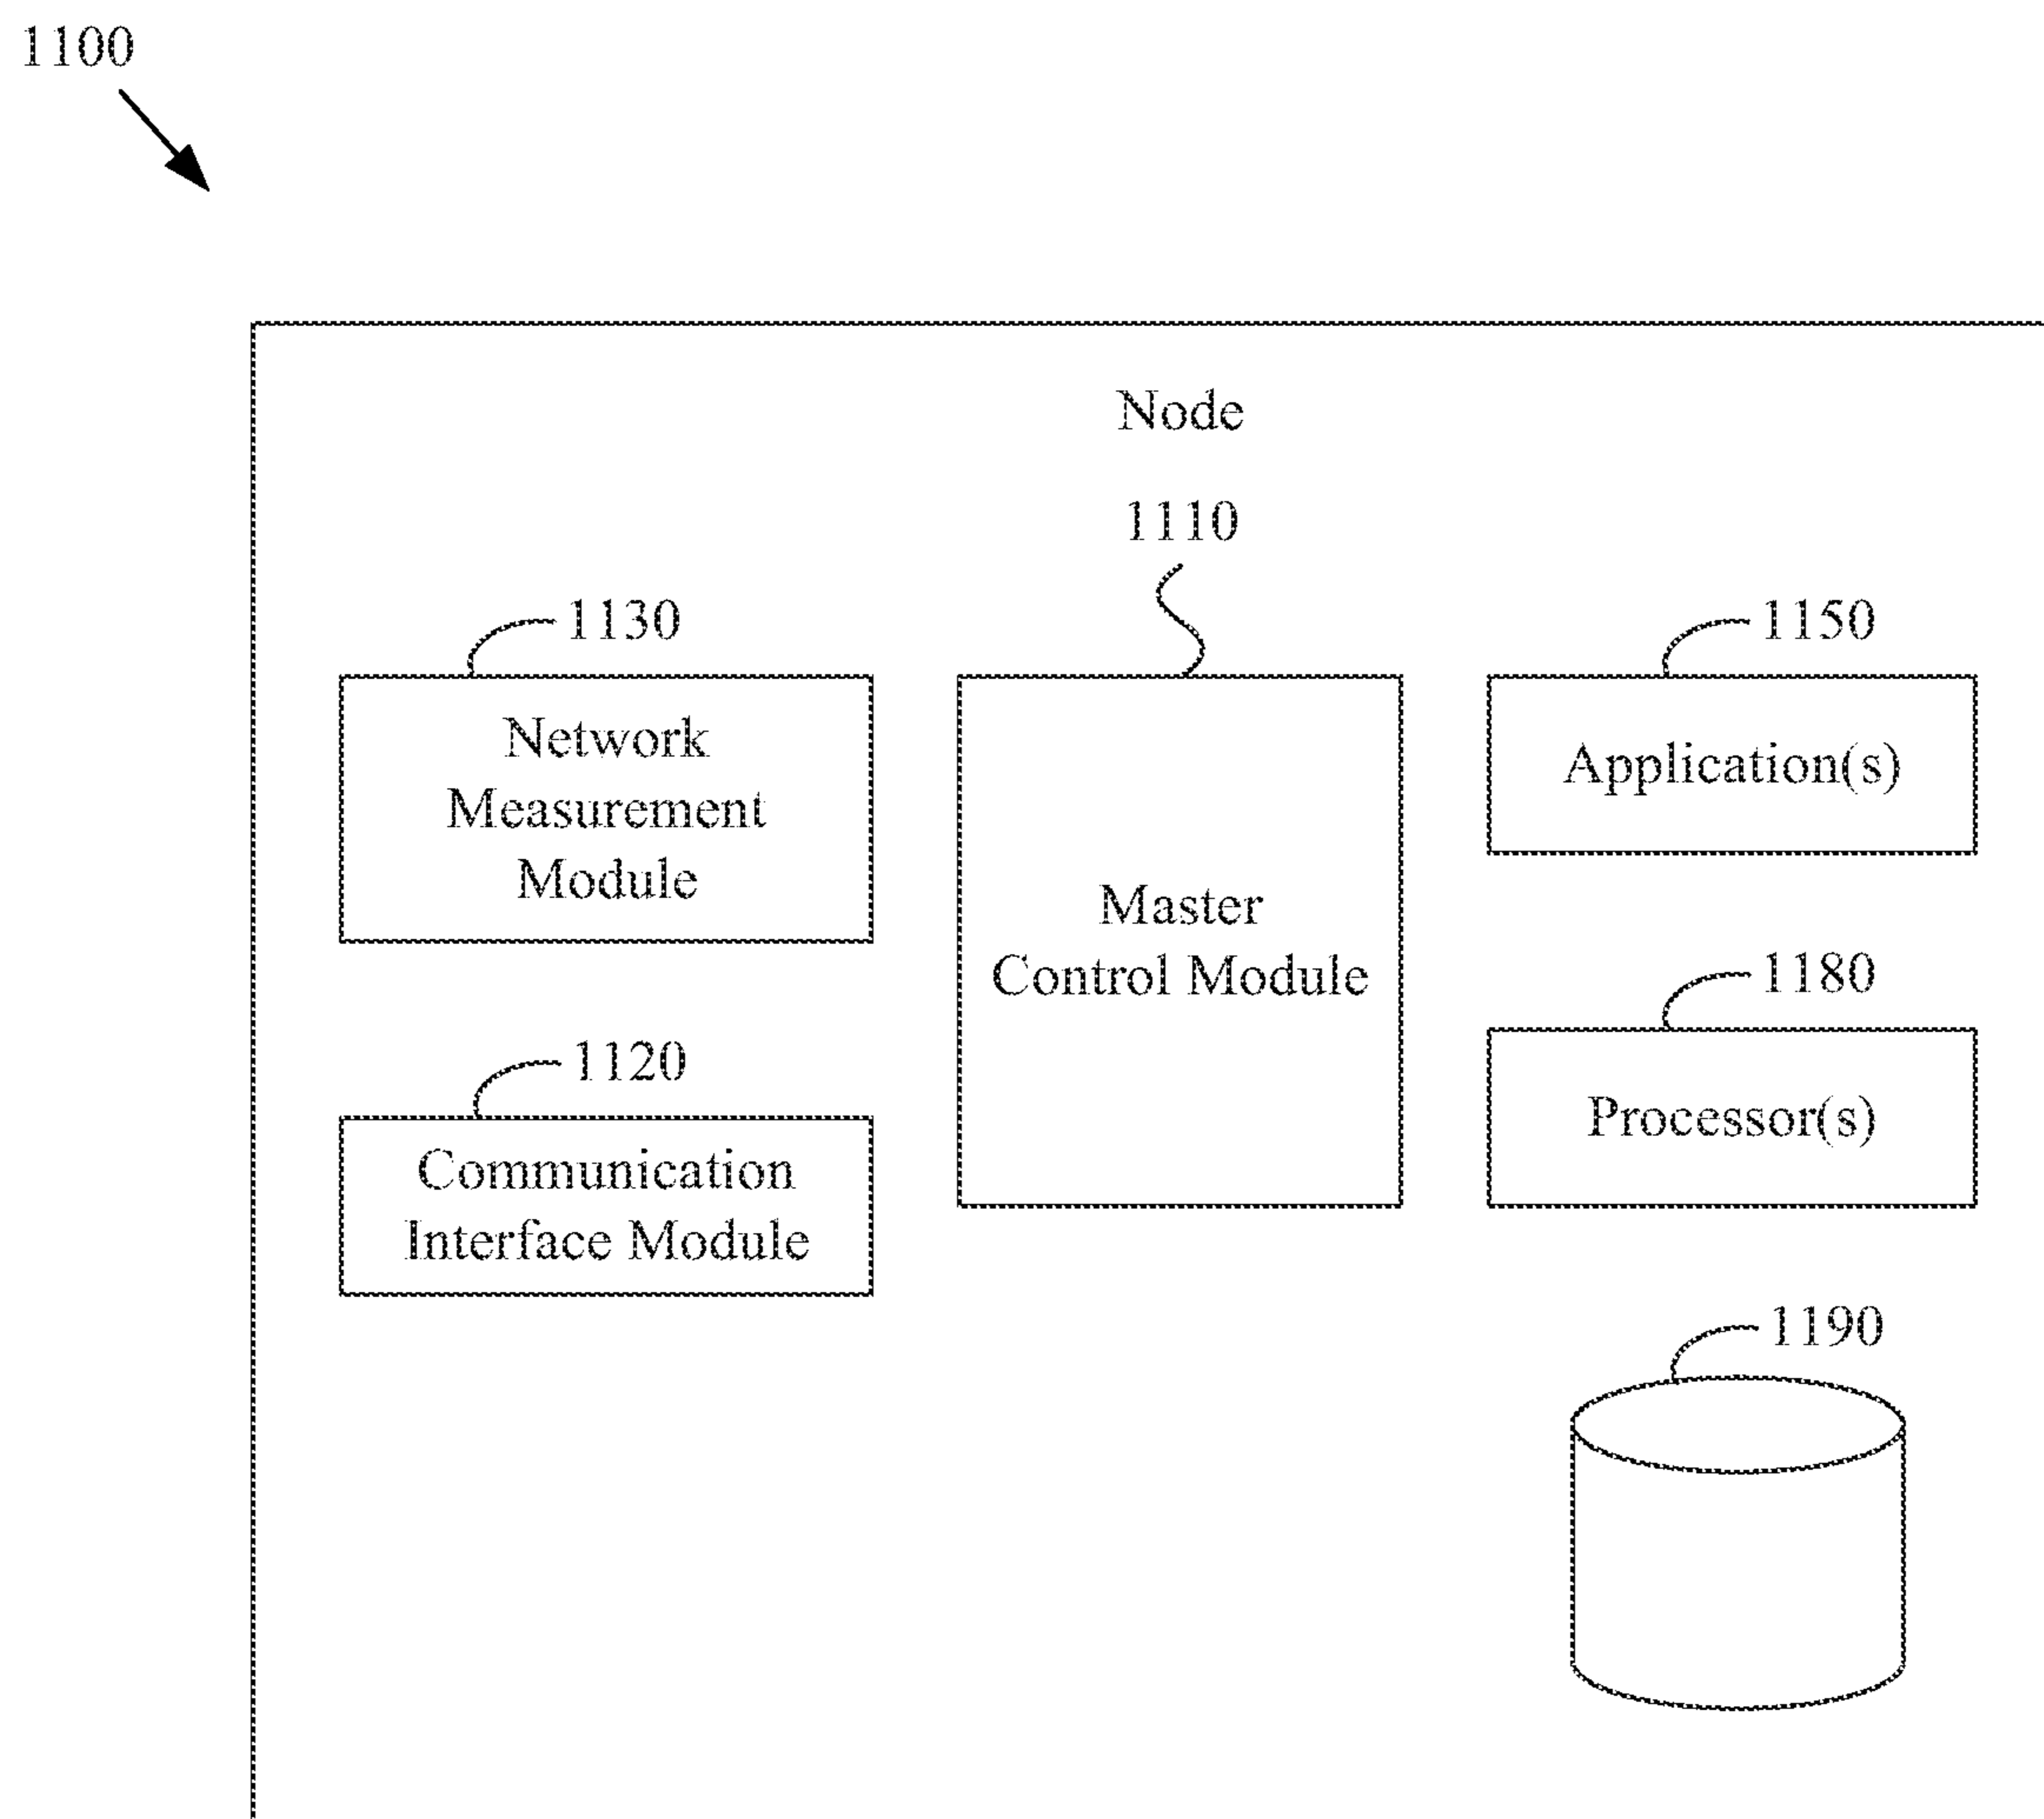 1100
Node
1110
1130
Network
Measurement
Module
1120
Communication
Interface Module
Master
Control Module
1150
Application(s)
1180
Processor(s)
1190